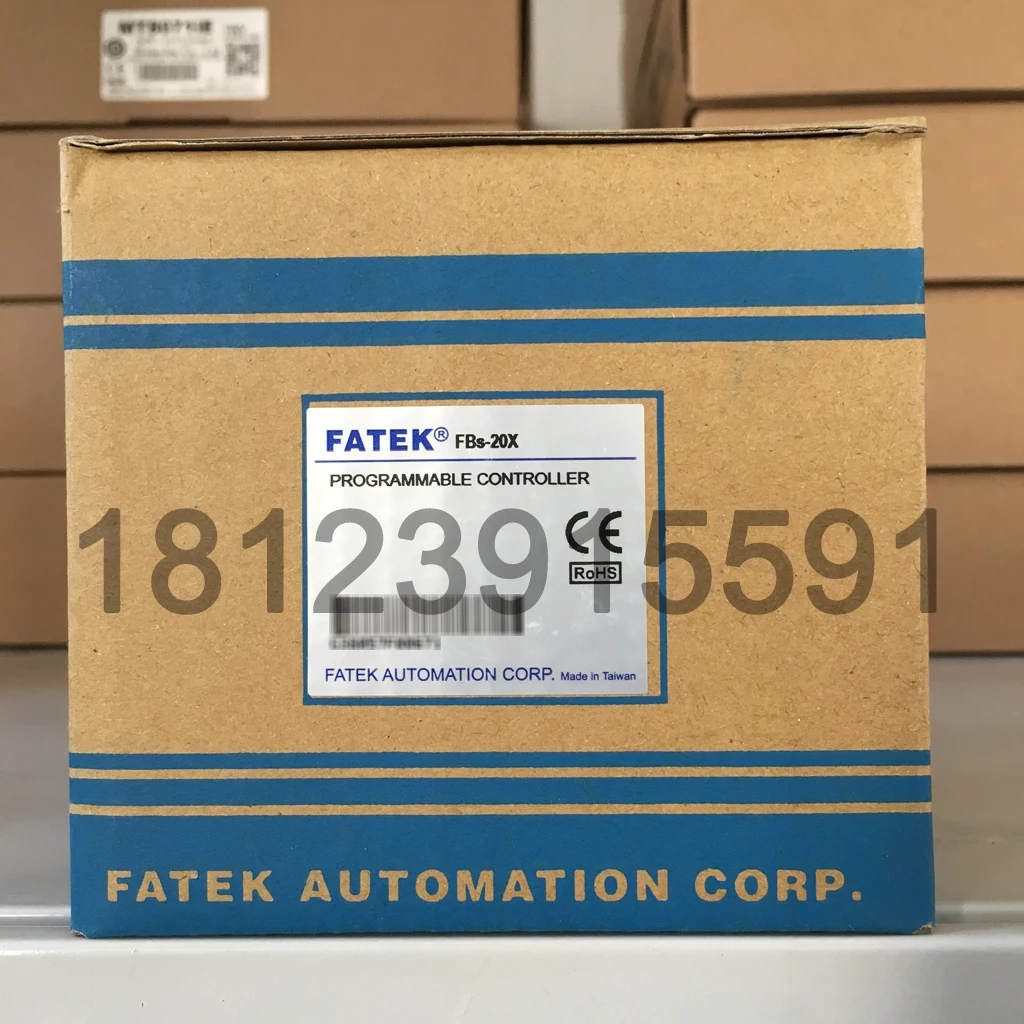 FATEK® FBs-20X
PROGRAMMABLE CONTROLLER
CE
RoHS
18123915591
FATEK AUTOMATION CORP. Made in Taiwan
FATEK AUTOMATION CORP.